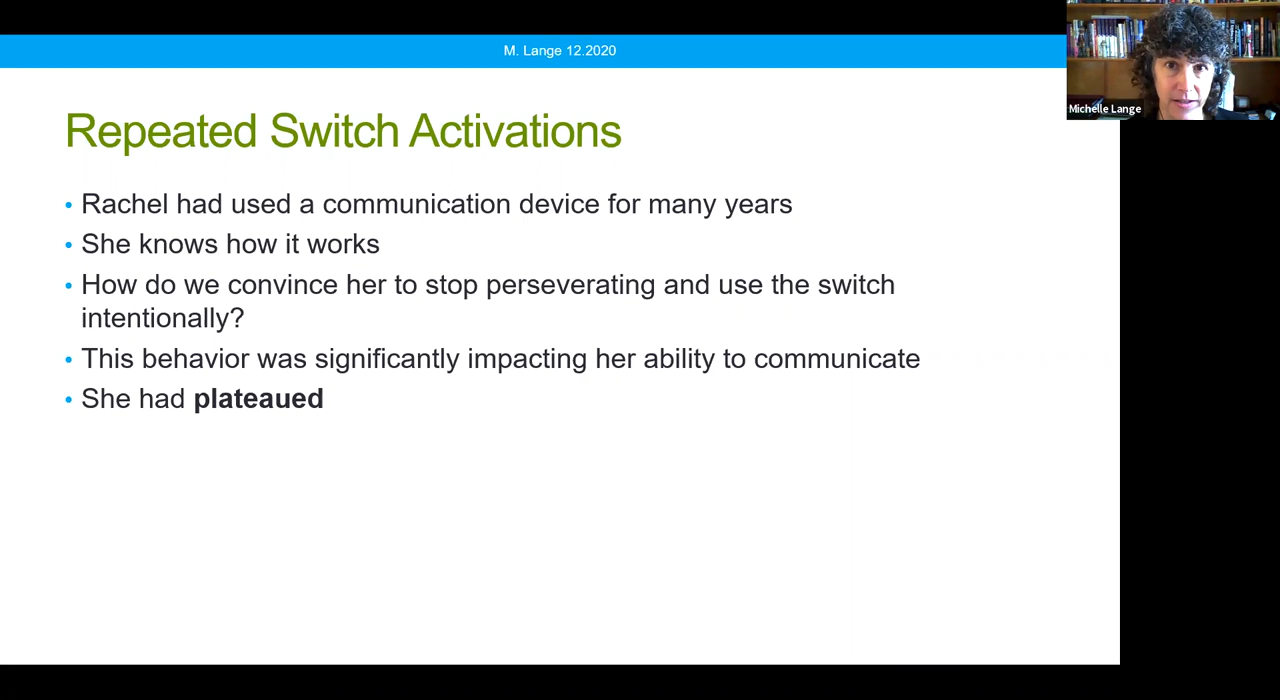 M. Lange 12.2020
Michelle Lange
Repeated Switch Activations
• Rachel had used a communication device for many years
• She knows how it works
• How do we convince her to stop perseverating and use the switch
intentionally?
• This behavior was significantly impacting her ability to communicate
• She had plateaued